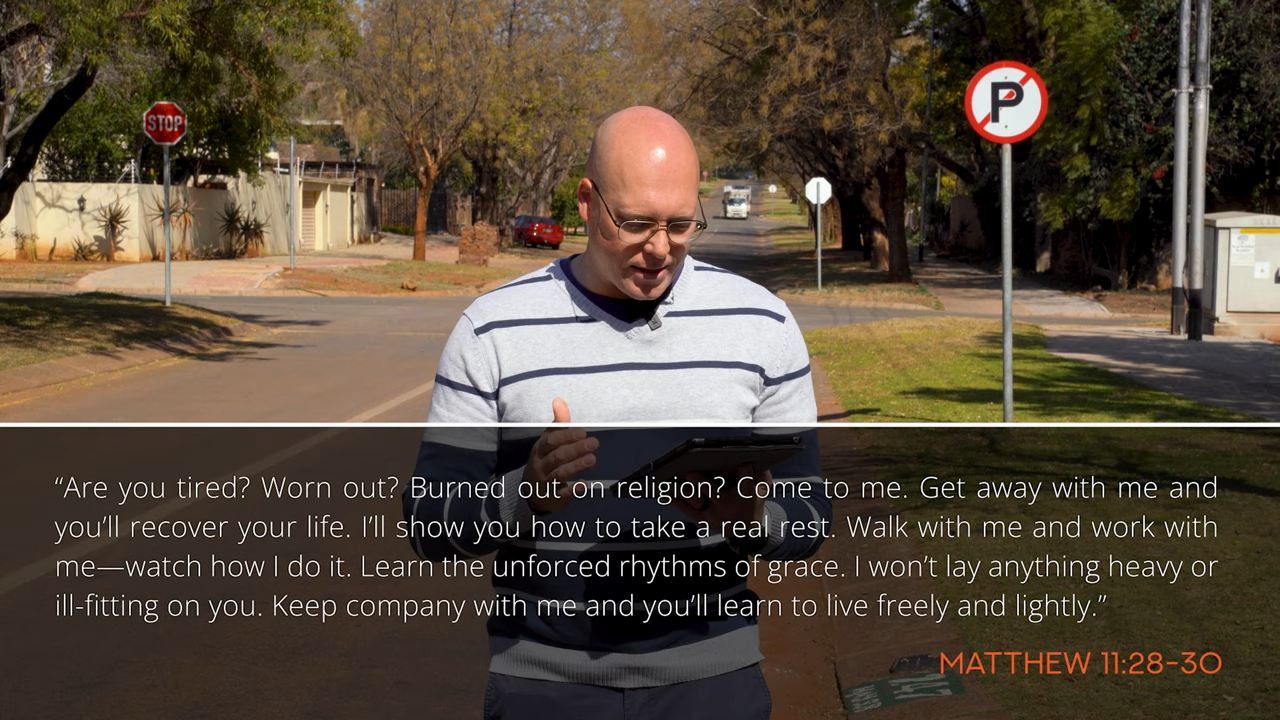 STOP
P
“Are you tired? Worn out? Burned out on religion? Come to me. Get away with me and
you’ll recover your life. I’ll show you how to take a real rest. Walk with me and work with
me—watch how I do it. Learn the unforced rhythms of grace. I won’t lay anything heavy or
ill-fitting on you. Keep company with me and you’ll learn to live freely and lightly.”
MATTHEW 11:28-30